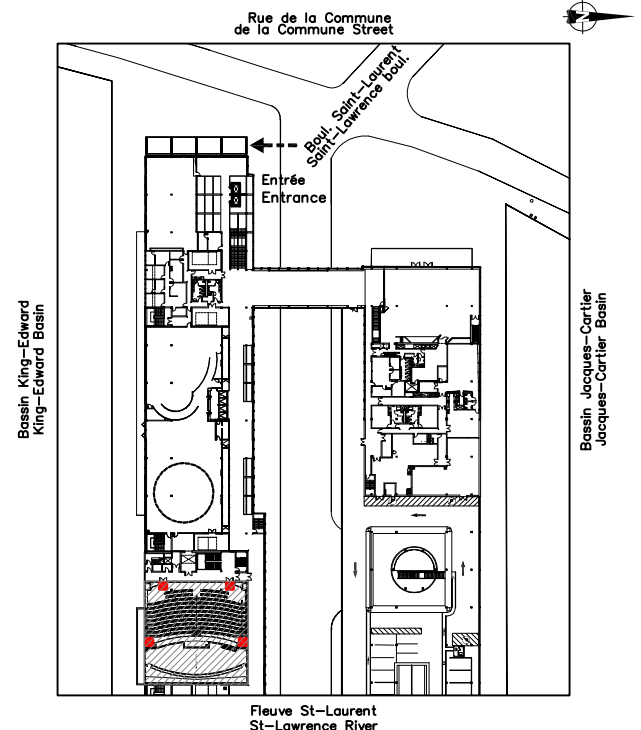 Rue de la Commune
de la Commune Street
N
Boul. Saint-Laurent
Saint-Lawrence boul.
Entrée
Entrance
Bassin King-Edward
King-Edward Basin
Bassin Jacques-Cartier
Jacques-Cartier Basin
Fleuve St-Laurent
St-Lawrence River